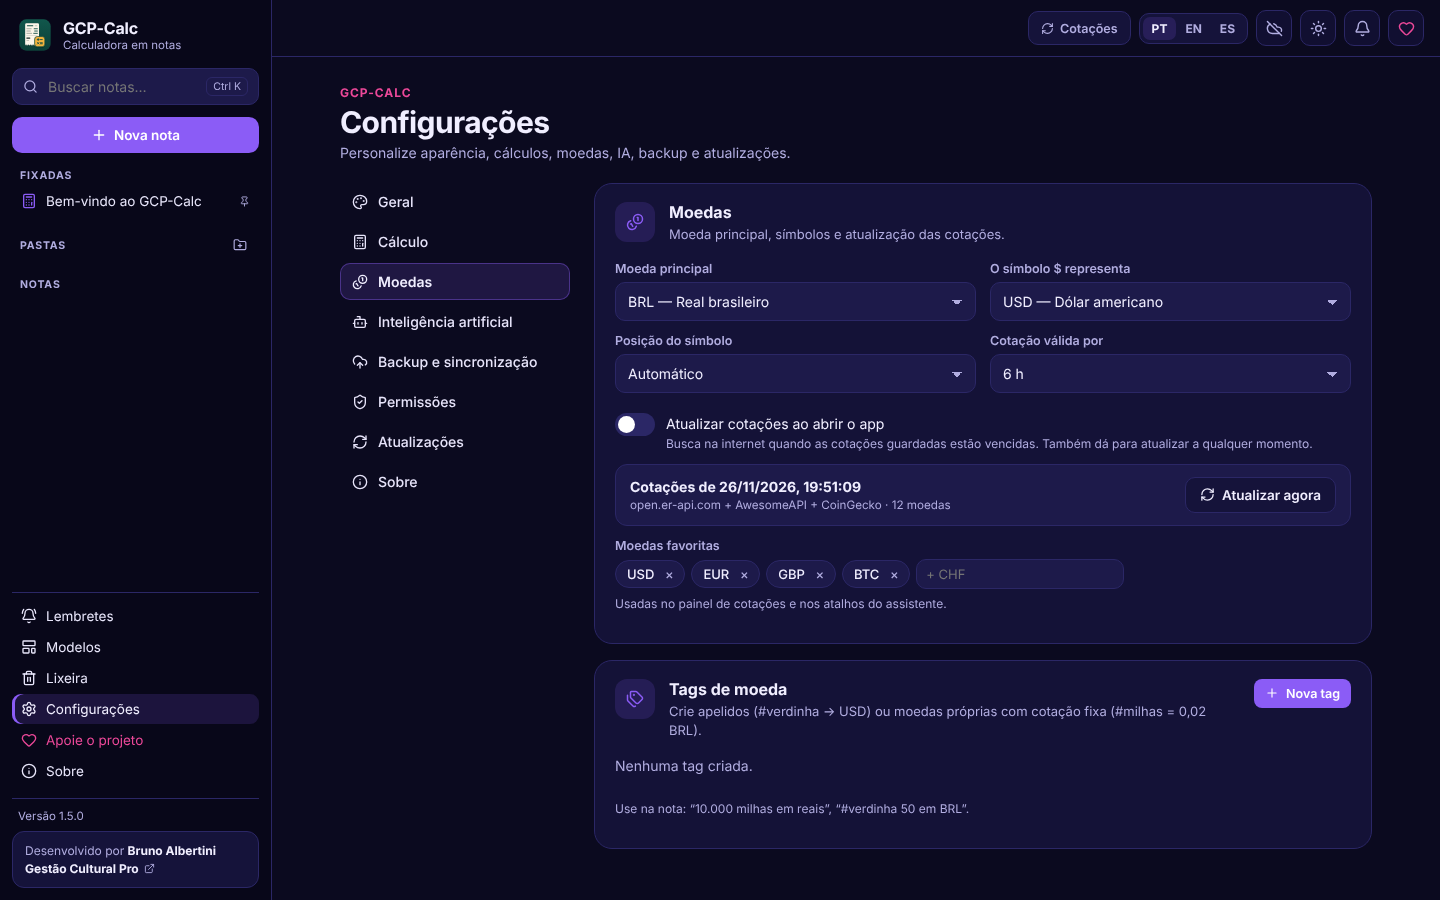 GCP-Calc
Calculadora em notas
Buscar notas...
Ctrl K
Nova nota
FIXADAS
Bem-vindo ao GCP-Calc
PASTAS
NOTAS
Lembretes
Modelos
Lixeira
Configurações
Apoie o projeto
Sobre
Versão 1.5.0
Desenvolvido por Bruno Albertini
Gestão Cultural Pro
Cotações
PT EN ES
GCP-CALC
Configurações
Personalize aparência, cálculos, moedas, IA, backup e atualizações.
Geral
Cálculo
Moedas
Inteligência artificial
Backup e sincronização
Permissões
Atualizações
Sobre
Moedas
Moeda principal, símbolos e atualização das cotações.
Moeda principal
BRL — Real brasileiro
O símbolo $ representa
USD — Dólar americano
Posição do símbolo
Automático
Cotação válida por
6 h
Atualizar cotações ao abrir o app
Busca na internet quando as cotações guardadas estão vencidas. Também dá para atualizar a qualquer momento.
Cotações de 26/11/2026, 19:51:09
open.er-api.com + AwesomeAPI + CoinGecko · 12 moedas
Atualizar agora
Moedas favoritas
USD × EUR × GBP × BTC × + CHF
Usadas no painel de cotações e nos atalhos do assistente.
Tags de moeda
Crie apelidos (#verdinha → USD) ou moedas próprias com cotação fixa (#milhas = 0,02
BRL).
Nova tag
Nenhuma tag criada.
Use na nota: “10.000 milhas em reais”, “#verdinha 50 em BRL”.